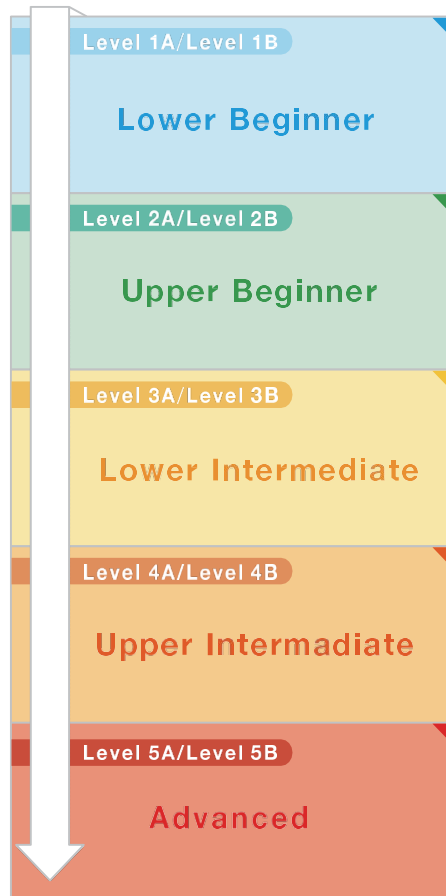 Level 1A/Level 1B
Lower Beginner
Level 2A/Level 2B
Upper Beginner
Level 3A/Level 3B
Lower Intermediate
Level 4A/Level 4B
Upper Intermadiate
Level 5A/Level 5B
Advanced